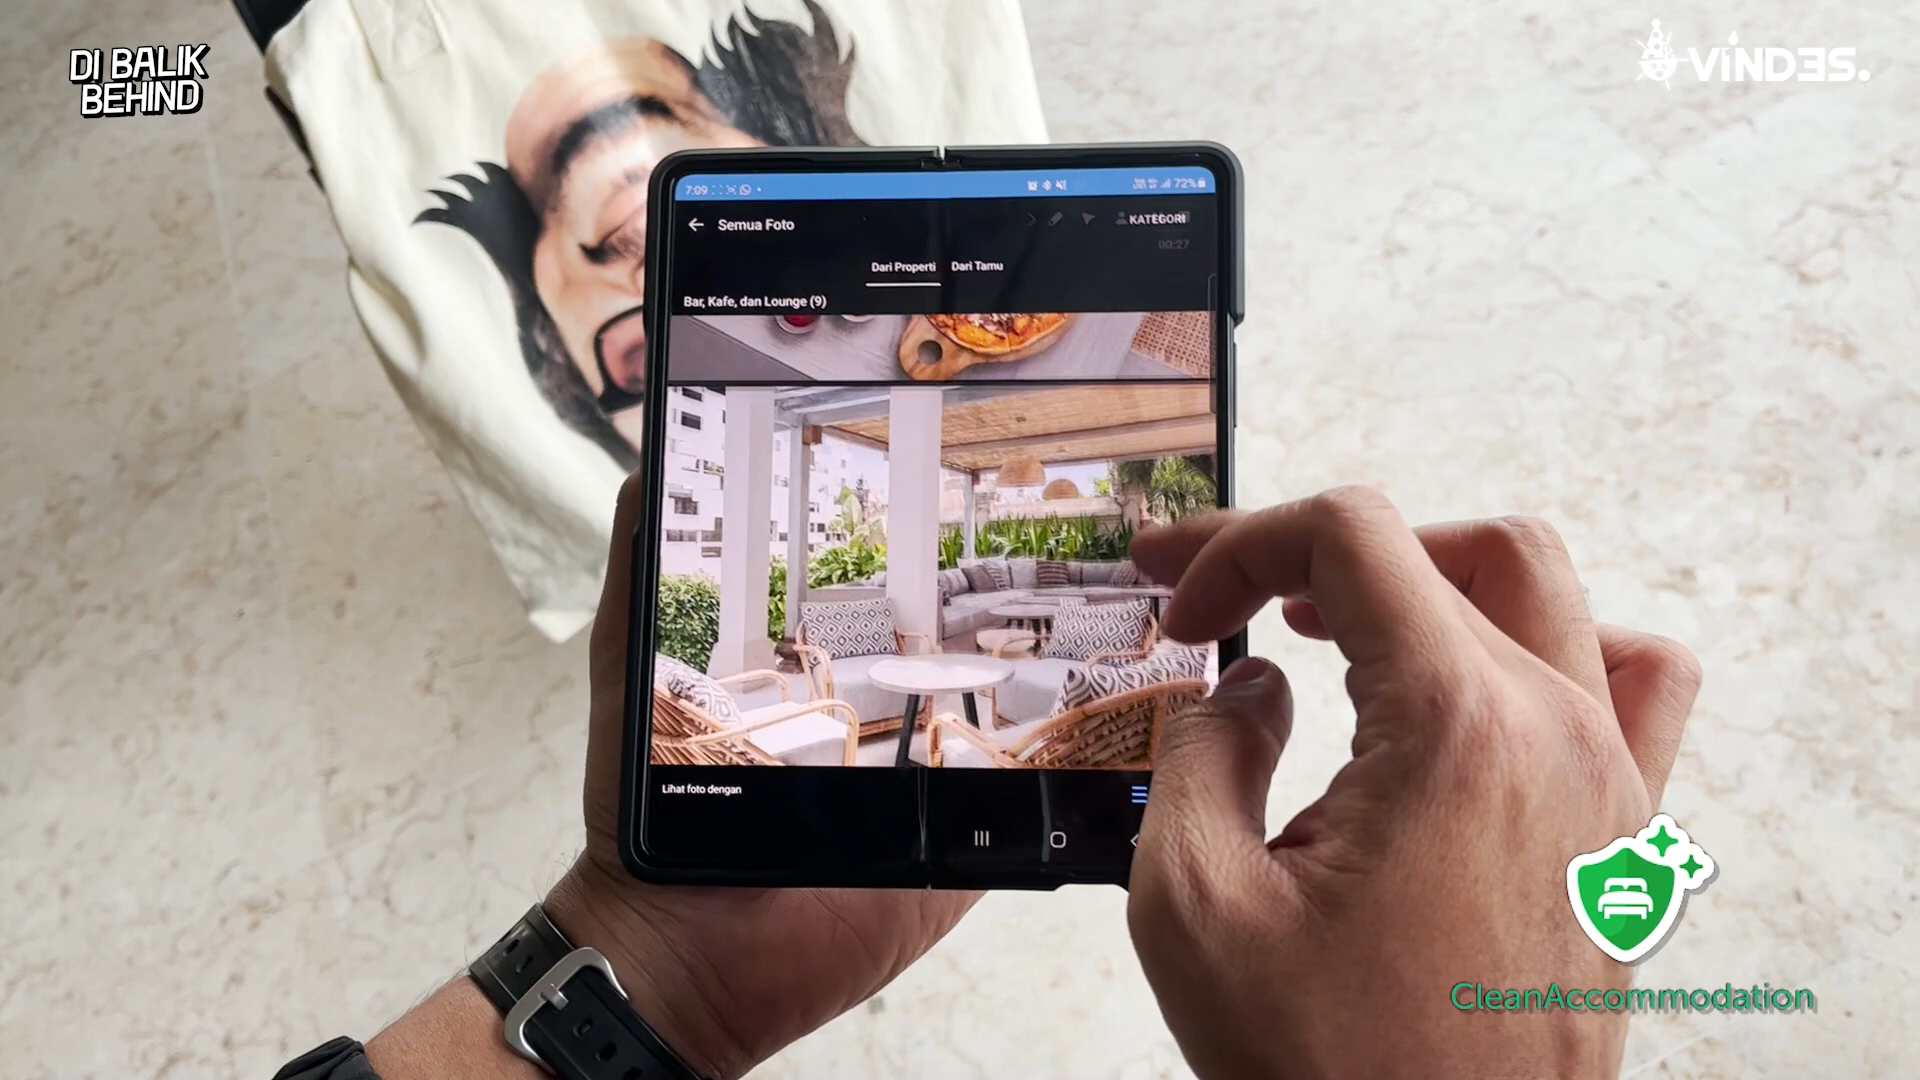 DI BALIK
BEHIND
VINDES.
7:09
72%
Semua Foto
KATEGORI
00:27
Dari Properti
Dari Tamu
Bar, Kafe, dan Lounge (9)
Lihat foto dengan
CleanAccommodation